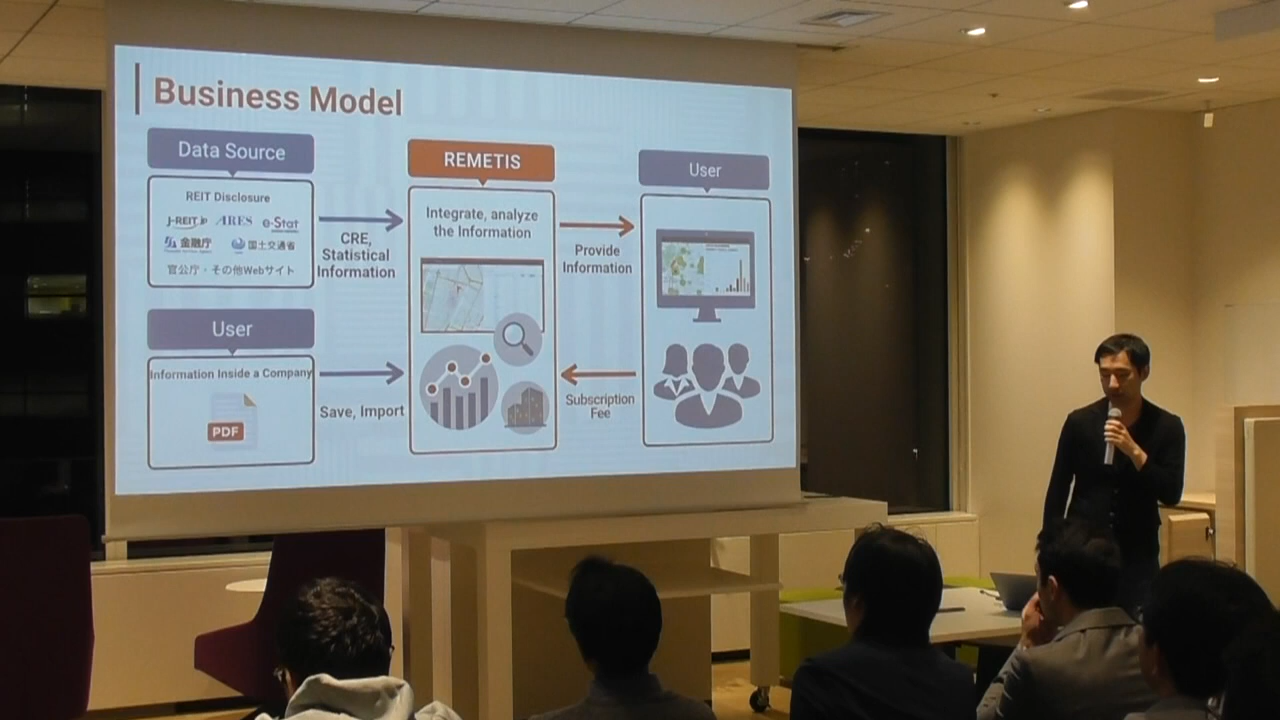 Business Model
Data Source
REIT Disclosure
J-REIT.jp ARES e-Stat
金融庁 国土交通省
官公庁・その他Webサイト
CRE,
Statistical
Information
User
Information Inside a Company
PDF
Save, Import
REMETIS
Integrate, analyze
the Information
Provide
Information
Subscription
Fee
User